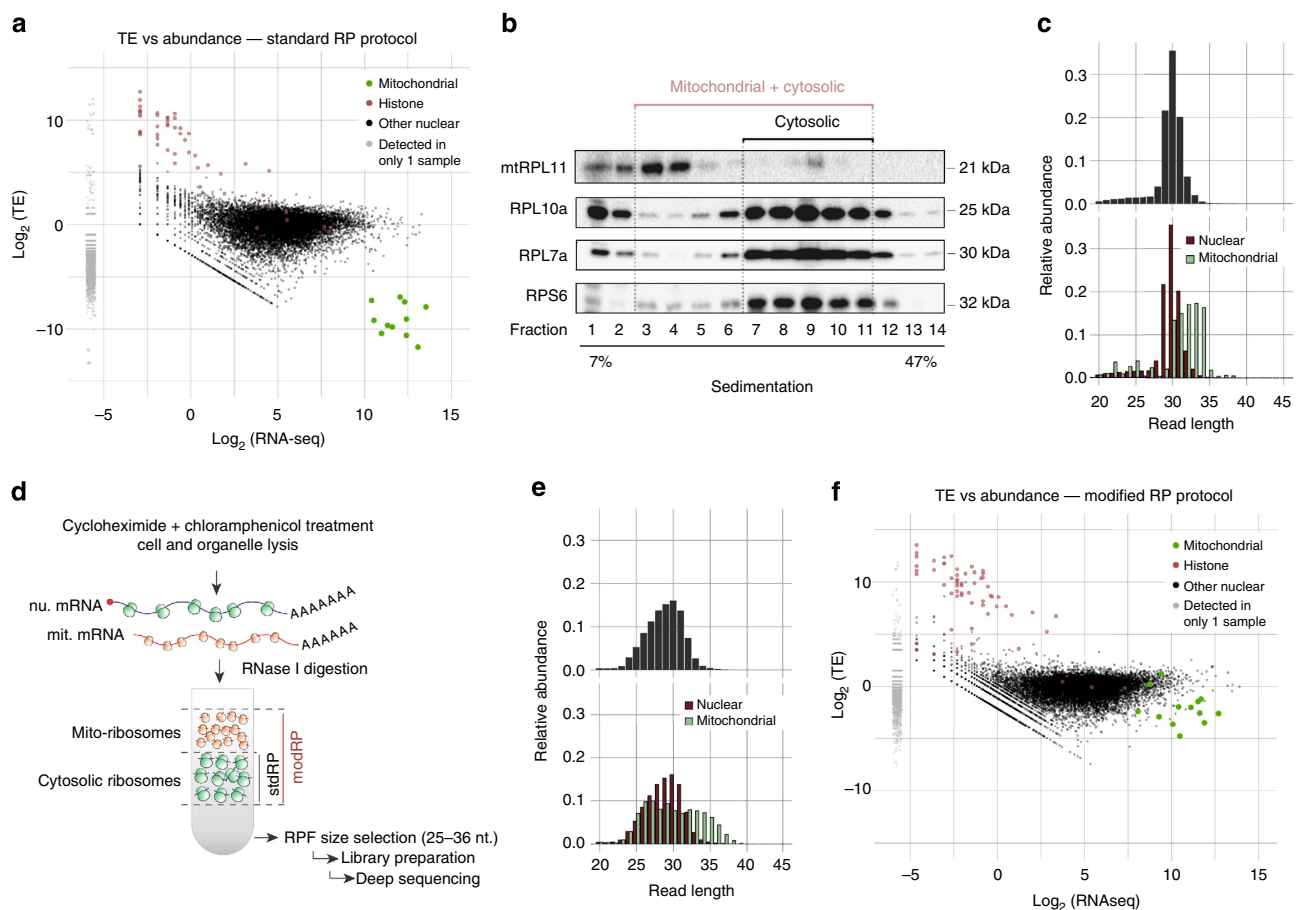 a
TE vs abundance — standard RP protocol
Mitochondrial
Histone
Other nuclear
Detected in
only 1 sample
10
0
−10
Log2 (TE)
−5 0 5 10 15
Log2 (RNA-seq)
b
Mitochondrial + cytosolic
Cytosolic
mtRPL11 21 kDa
RPL10a 25 kDa
RPL7a 30 kDa
RPS6 32 kDa
Fraction 1 2 3 4 5 6 7 8 9 10 11 12 13 14
7% 47%
Sedimentation
c
0.3
0.2
0.1
0.0
Relative abundance
Nuclear
Mitochondrial
0.3
0.2
0.1
0.0
20 25 30 35 40 45
Read length
d
Cycloheximide + chloramphenicol treatment
cell and organelle lysis
nu. mRNA AAAAAAA
mit. mRNA AAAAAA
RNase I digestion
Mito-ribosomes
Cytosolic ribosomes
stdRP
modRP
RPF size selection (25–36 nt.)
Library preparation
Deep sequencing
e
0.3
0.2
0.1
0.0
Relative abundance
Nuclear
Mitochondrial
0.3
0.2
0.1
0.0
20 25 30 35 40 45
Read length
f
TE vs abundance — modified RP protocol
Mitochondrial
Histone
Other nuclear
Detected in
only 1 sample
10
0
−10
Log2 (TE)
−5 0 5 10 15
Log2 (RNAseq)